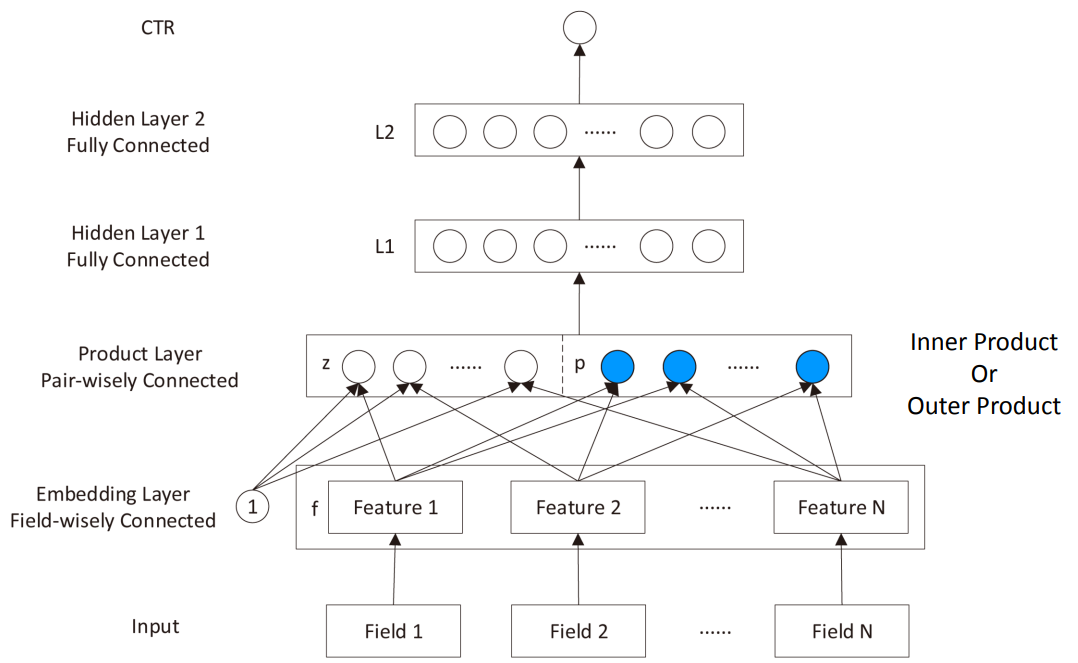 CTR
Hidden Layer 2
Fully Connected
L2
......
Hidden Layer 1
Fully Connected
L1
......
Product Layer
Pair-wisely Connected
z
......
p
......
Inner Product
Or
Outer Product
Embedding Layer
Field-wisely Connected
1
f
Feature 1
Feature 2
......
Feature N
Input
Field 1
Field 2
......
Field N